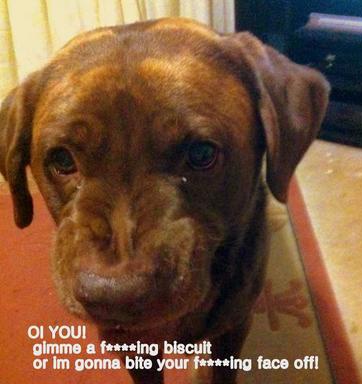 OI YOU!
gimme a f****ing biscuit
or im gonna bite your f****ing face off!